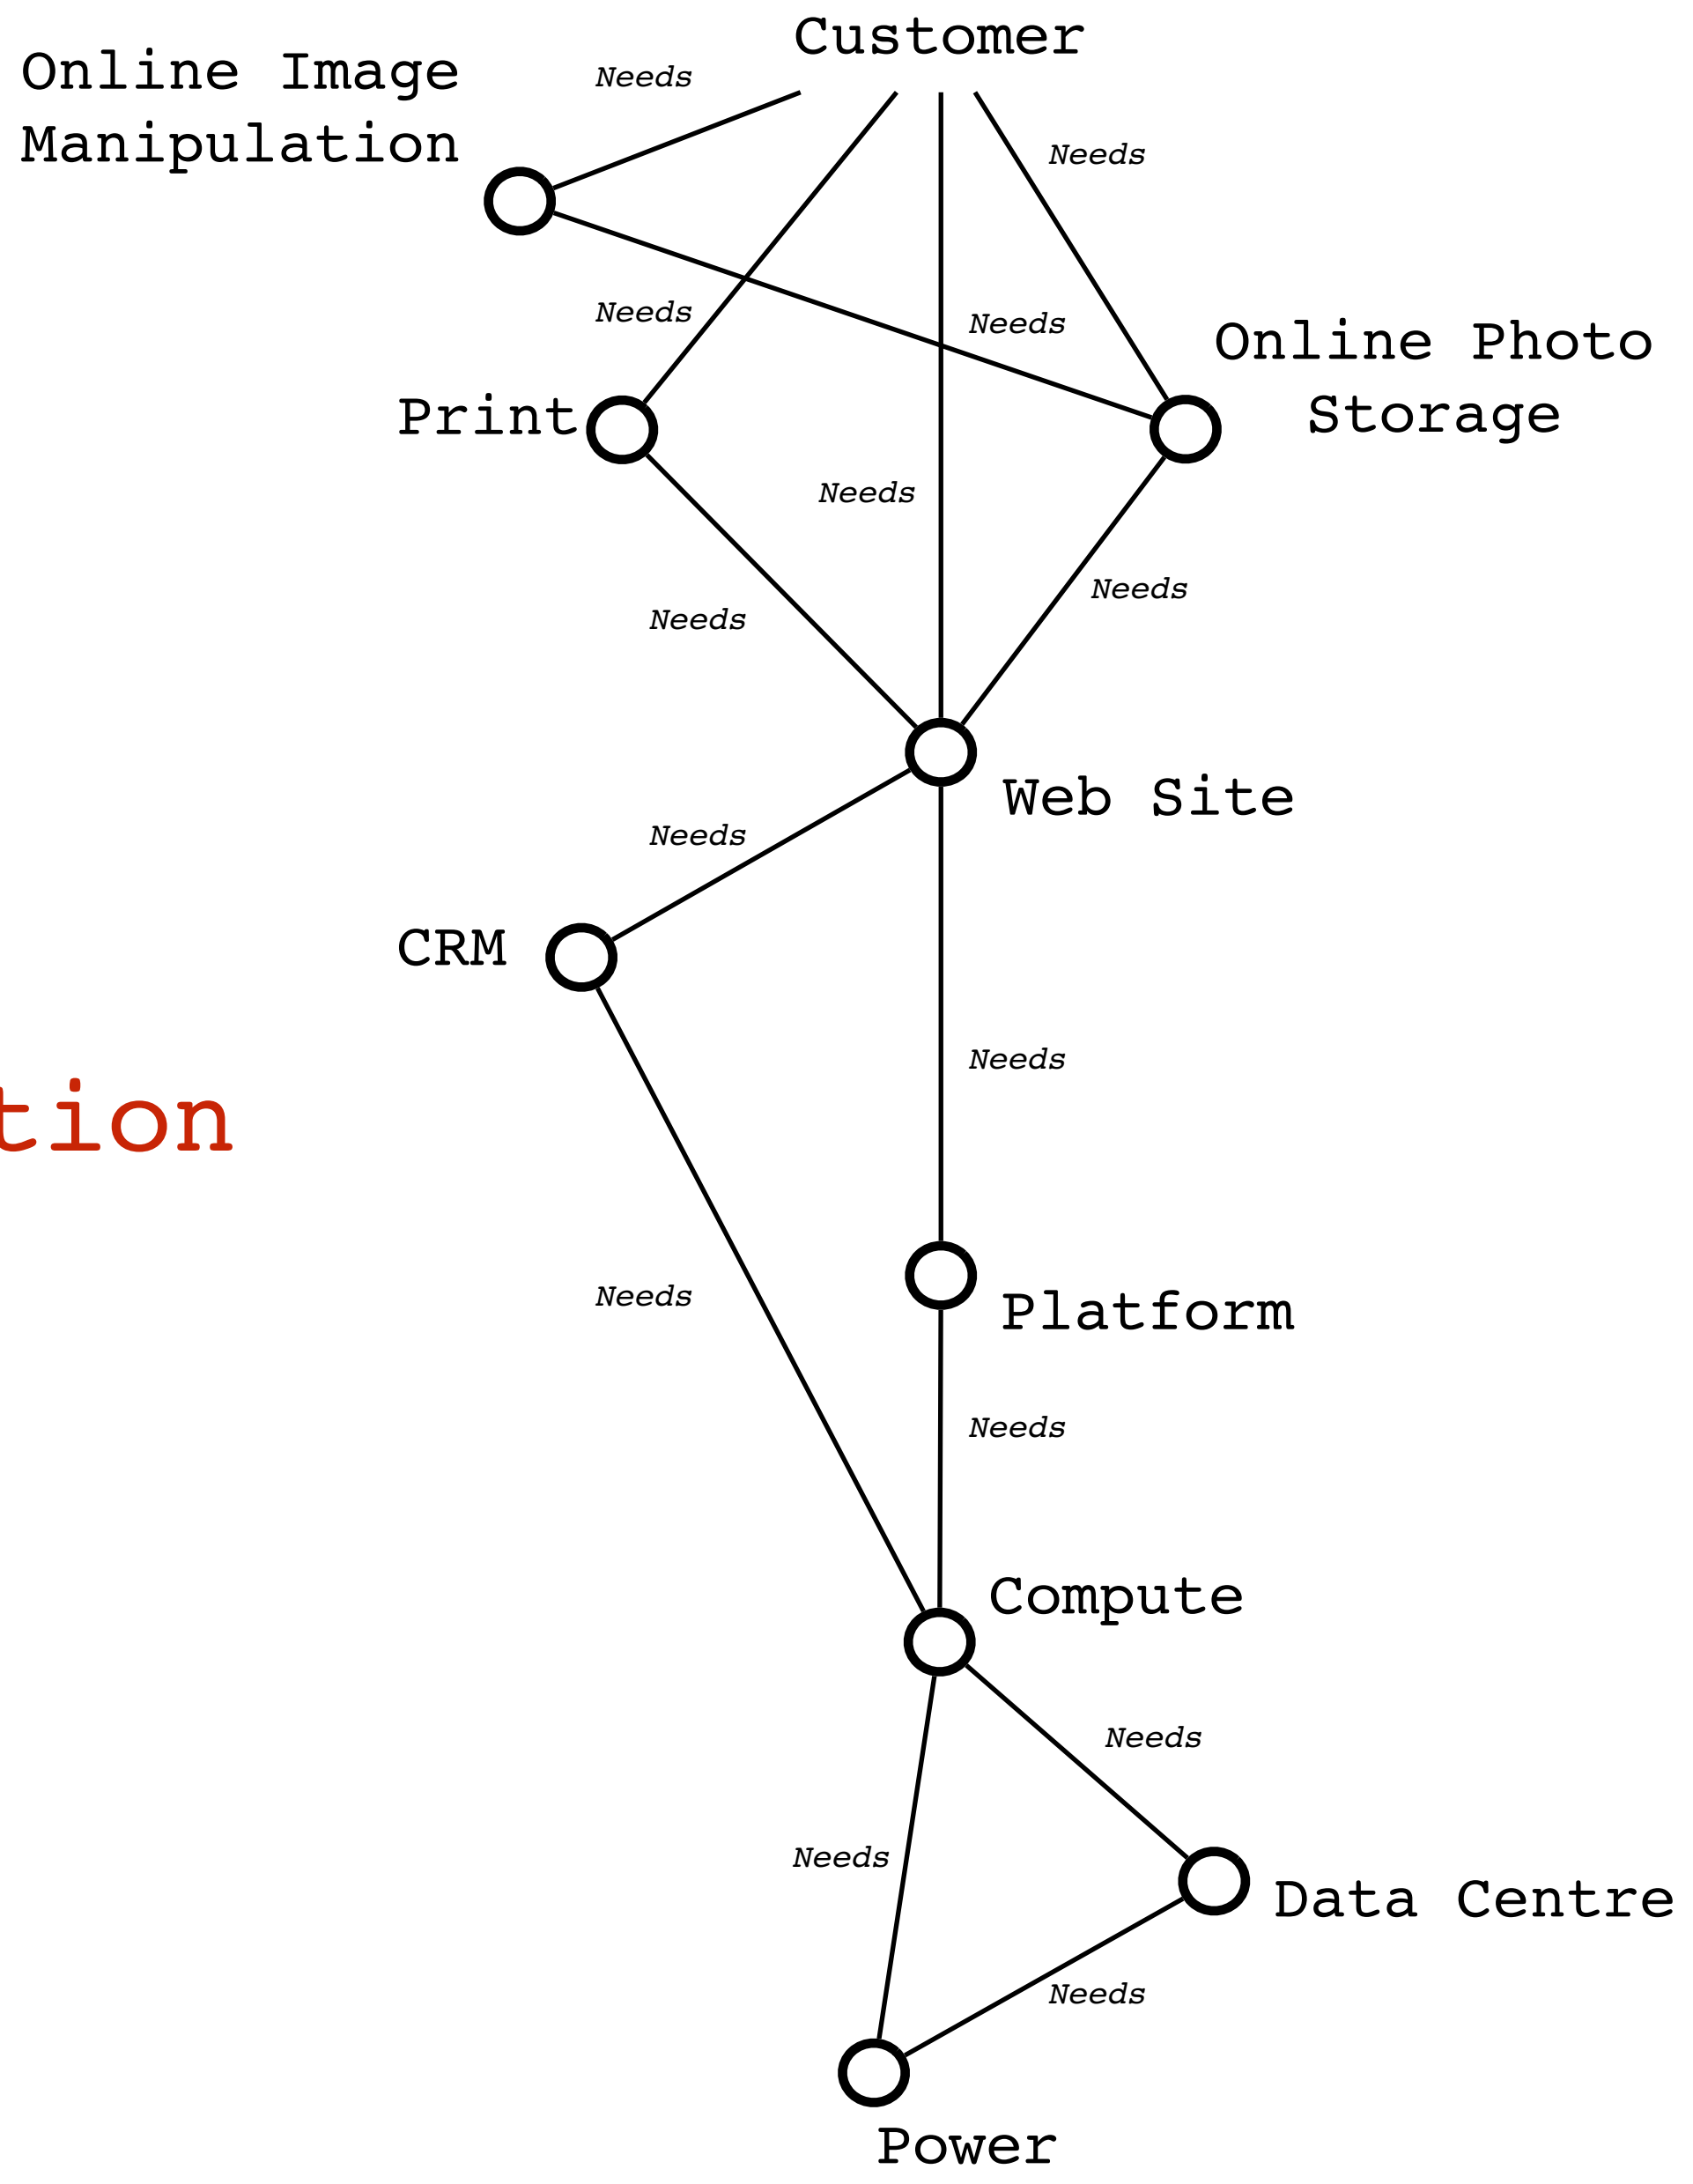 Customer
Online Image
Manipulation
Needs
Needs
Needs
Needs
Online Photo
Storage
Print
Needs
Needs
Needs
Web Site
Needs
CRM
Needs
tion
Needs
Platform
Needs
Compute
Needs
Needs
Data Centre
Needs
Power